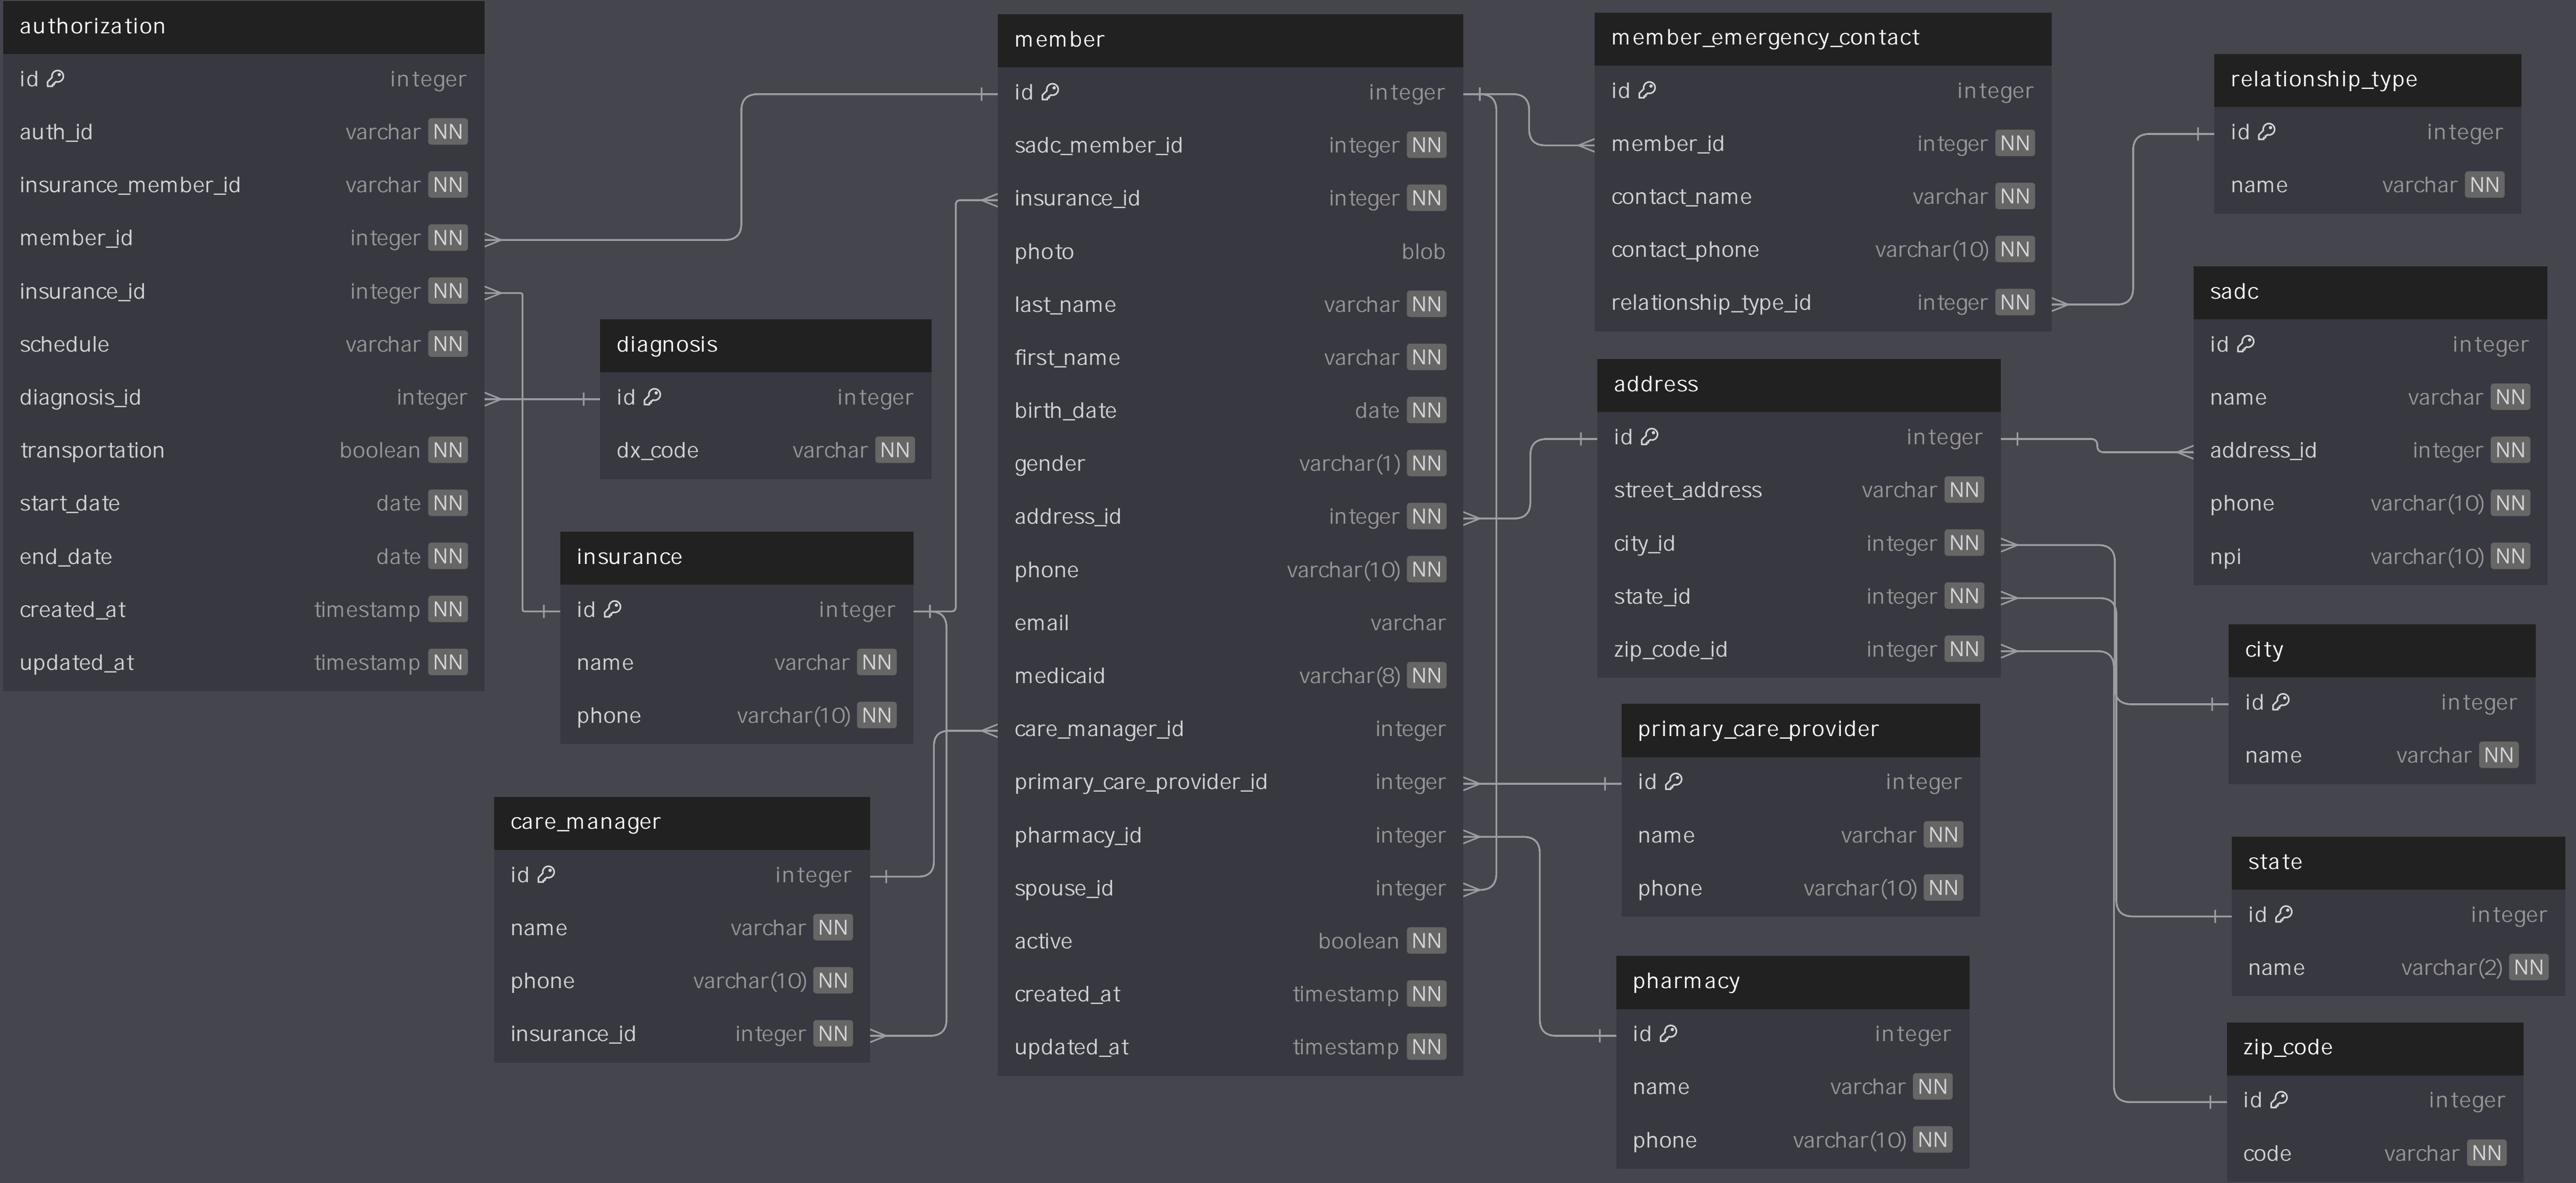 authorization
id integer
auth_id varchar NN
insurance_member_id varchar NN
member_id integer NN
insurance_id integer NN
schedule varchar NN
diagnosis_id integer
transportation boolean NN
start_date date NN
end_date date NN
created_at timestamp NN
updated_at timestamp NN
diagnosis
id integer
dx_code varchar NN
insurance
id integer
name varchar NN
phone varchar(10) NN
care_manager
id integer
name varchar NN
phone varchar(10) NN
insurance_id integer NN
member
id integer
sadc_member_id integer NN
insurance_id integer NN
photo blob
last_name varchar NN
first_name varchar NN
birth_date date NN
gender varchar(1) NN
address_id integer NN
phone varchar(10) NN
email varchar
medicaid varchar(8) NN
care_manager_id integer
primary_care_provider_id integer
pharmacy_id integer
spouse_id integer
active boolean NN
created_at timestamp NN
updated_at timestamp NN
member_emergency_contact
id integer
member_id integer NN
contact_name varchar NN
contact_phone varchar(10) NN
relationship_type_id integer NN
address
id integer
street_address varchar NN
city_id integer NN
state_id integer NN
zip_code_id integer NN
primary_care_provider
id integer
name varchar NN
phone varchar(10) NN
pharmacy
id integer
name varchar NN
phone varchar(10) NN
relationship_type
id integer
name varchar NN
sadc
id integer
name varchar NN
address_id integer NN
phone varchar(10) NN
npi varchar(10) NN
city
id integer
name varchar NN
state
id integer
name varchar(2) NN
zip_code
id integer
code varchar NN